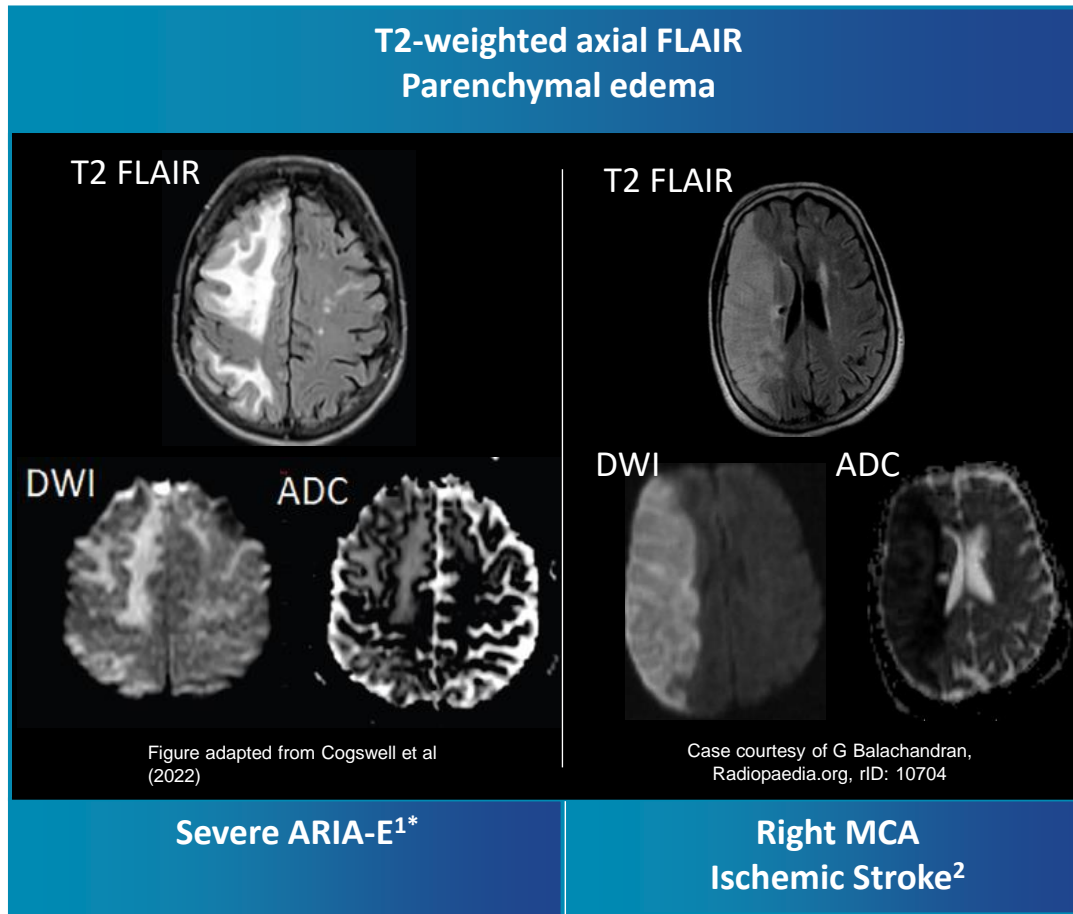 T2-weighted axial FLAIR
Parenchymal edema
T2 FLAIR
DWI
ADC
Figure adapted from Cogswell et al
(2022)
T2 FLAIR
DWI
ADC
Case courtesy of G Balachandran,
Radiopaedia.org, rID: 10704
Severe ARIA-E¹*
Right MCA
Ischemic Stroke²